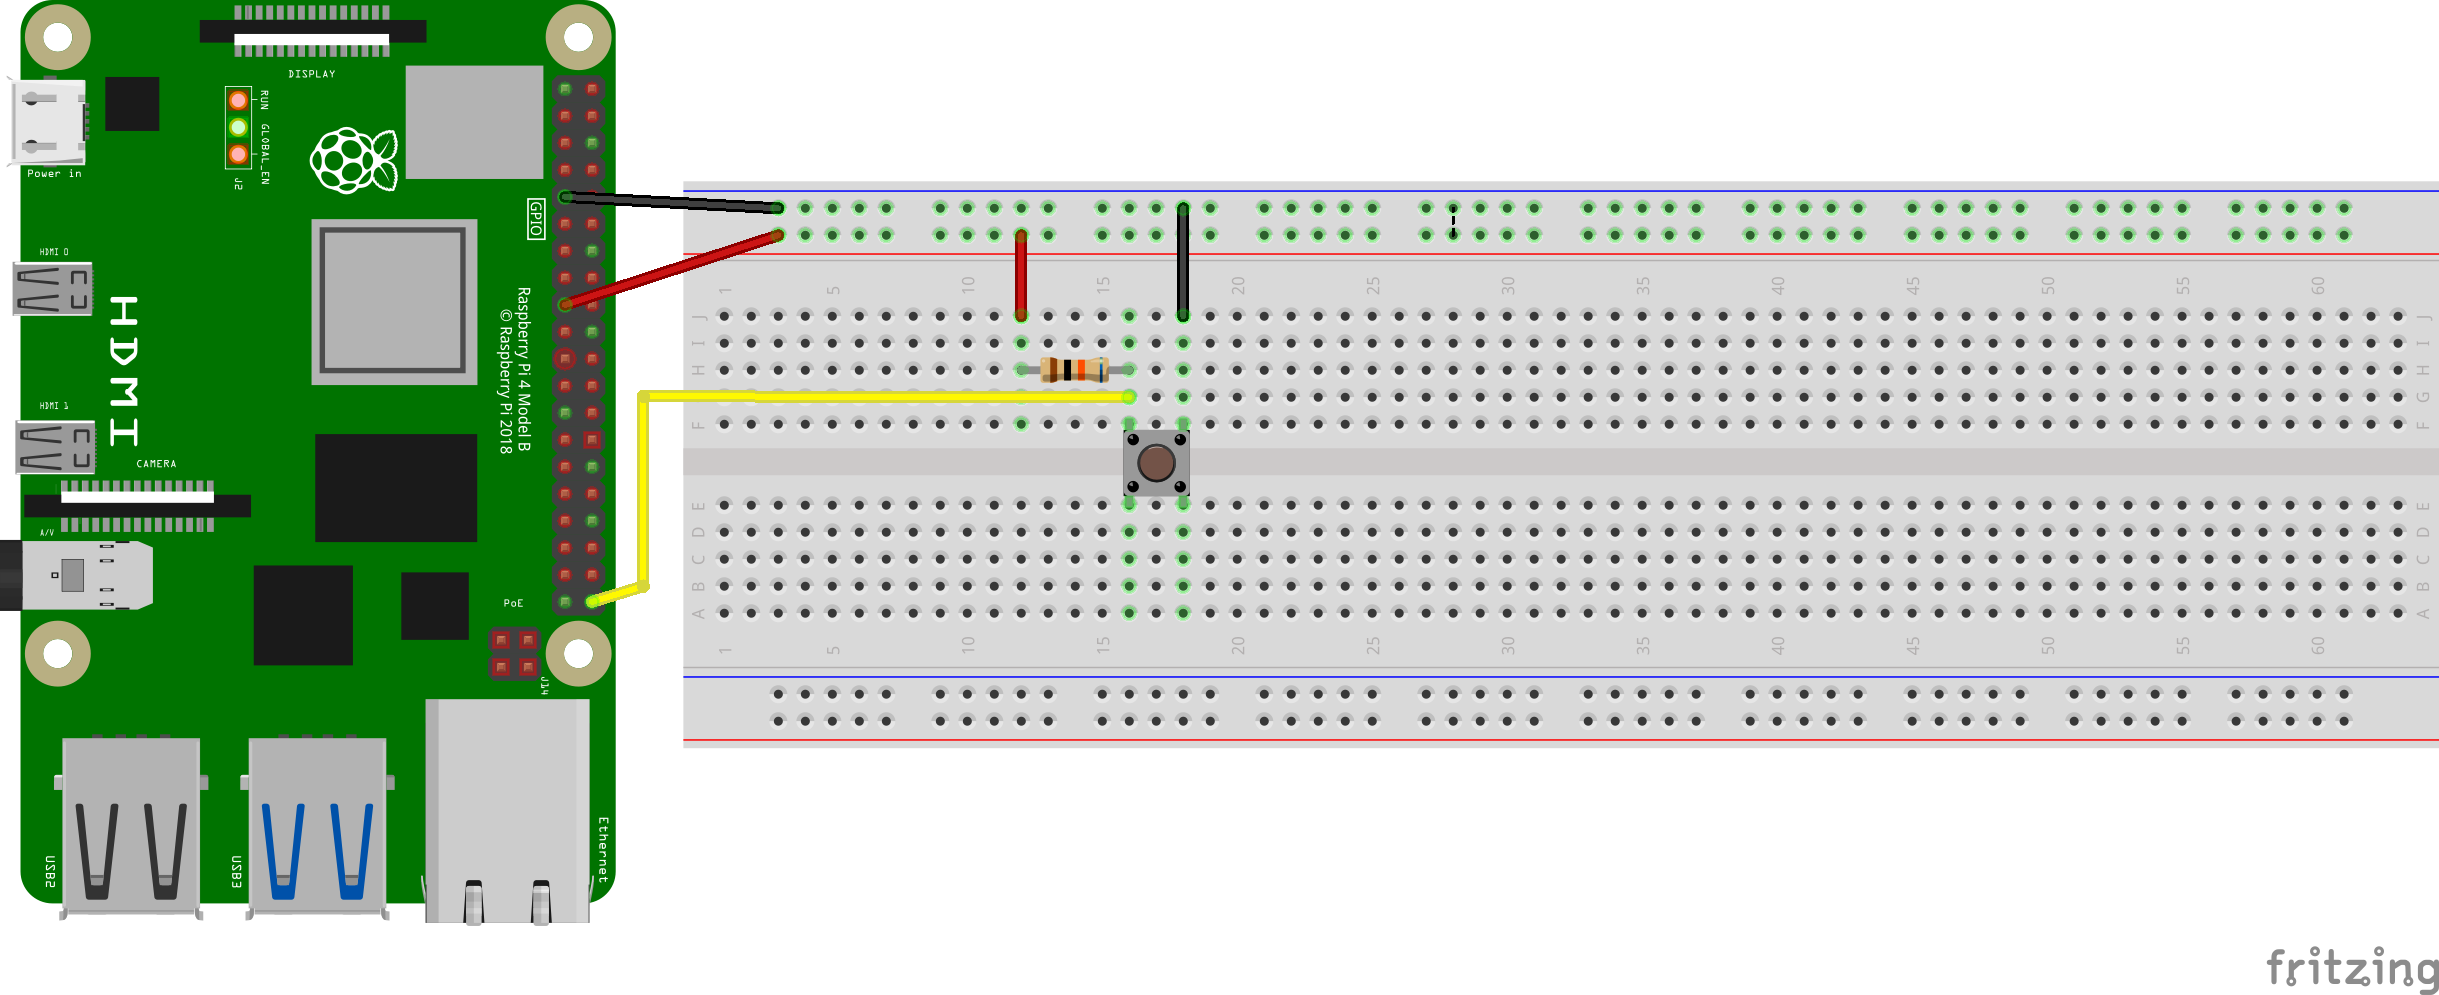 DISPLAY
RUN
GLOBAL_EN
J2
Power in
GPIO
HDMI 0
HDMI
Raspberry Pi 4 Model B
© Raspberry Pi 2018
HDMI 1
CAMERA
A/V
PoE
J14
USB2
USB3
Ethernet
1 5 10 15 20 25 30 35 40 45 50 55 60
J J
I I
H H
G G
F F
E E
D D
C C
B B
A A
1 5 10 15 20 25 30 35 40 45 50 55 60
fritzing